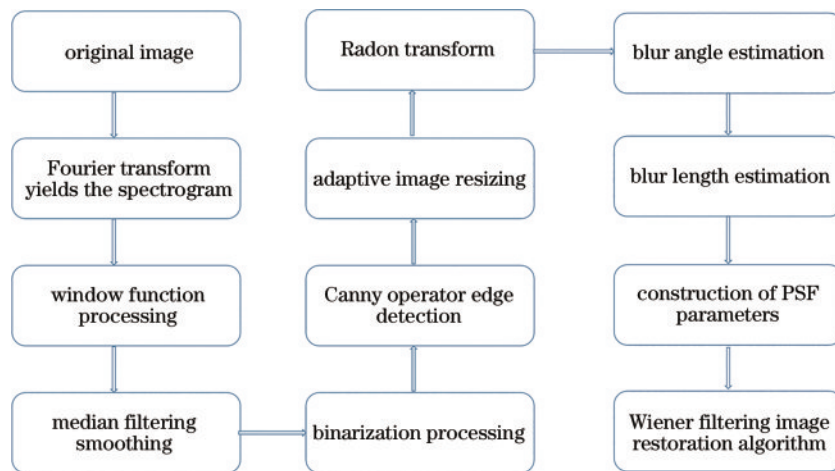 original image
Fourier transform
yields the spectrogram
window function
processing
median filtering
smoothing
binarization processing
Canny operator edge
detection
adaptive image resizing
Radon transform
blur angle estimation
blur length estimation
construction of PSF
parameters
Wiener filtering image
restoration algorithm